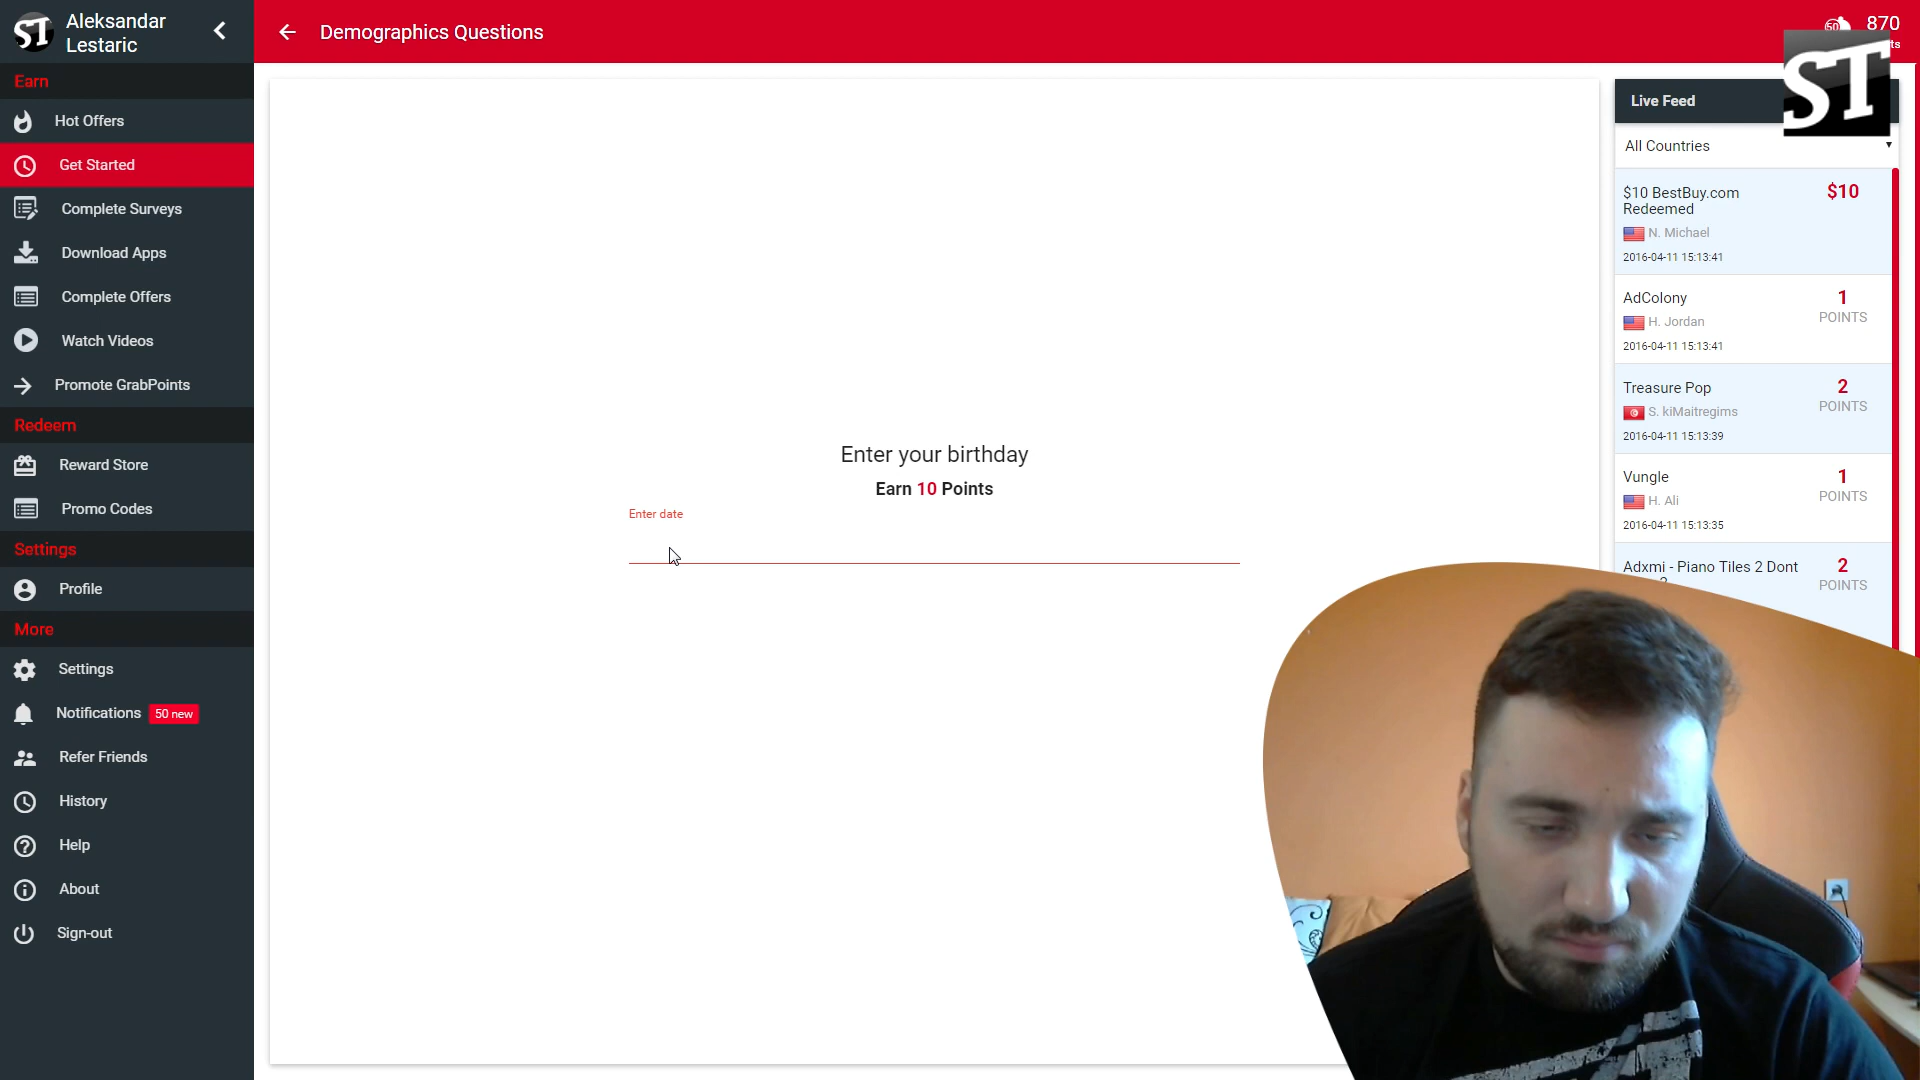 ST
Aleksandar
Lestaric
Earn
Hot Offers
Get Started
Complete Surveys
Download Apps
Complete Offers
Watch Videos
Promote GrabPoints
Redeem
Reward Store
Promo Codes
Settings
Profile
More
Settings
Notifications 50 new
Refer Friends
History
Help
About
Sign-out
Demographics Questions
870
ST
Enter your birthday
Earn 10 Points
Enter date
Live Feed
All Countries
$10 BestBuy.com $10
Redeemed
N. Michael
2016-04-11 15:13:41
AdColony 1
H. Jordan POINTS
2016-04-11 15:13:41
Treasure Pop 2
S. kiMaitregims POINTS
2016-04-11 15:13:39
Vungle 1
H. Ali POINTS
2016-04-11 15:13:35
Adxmi - Piano Tiles 2 Dont 2
POINTS